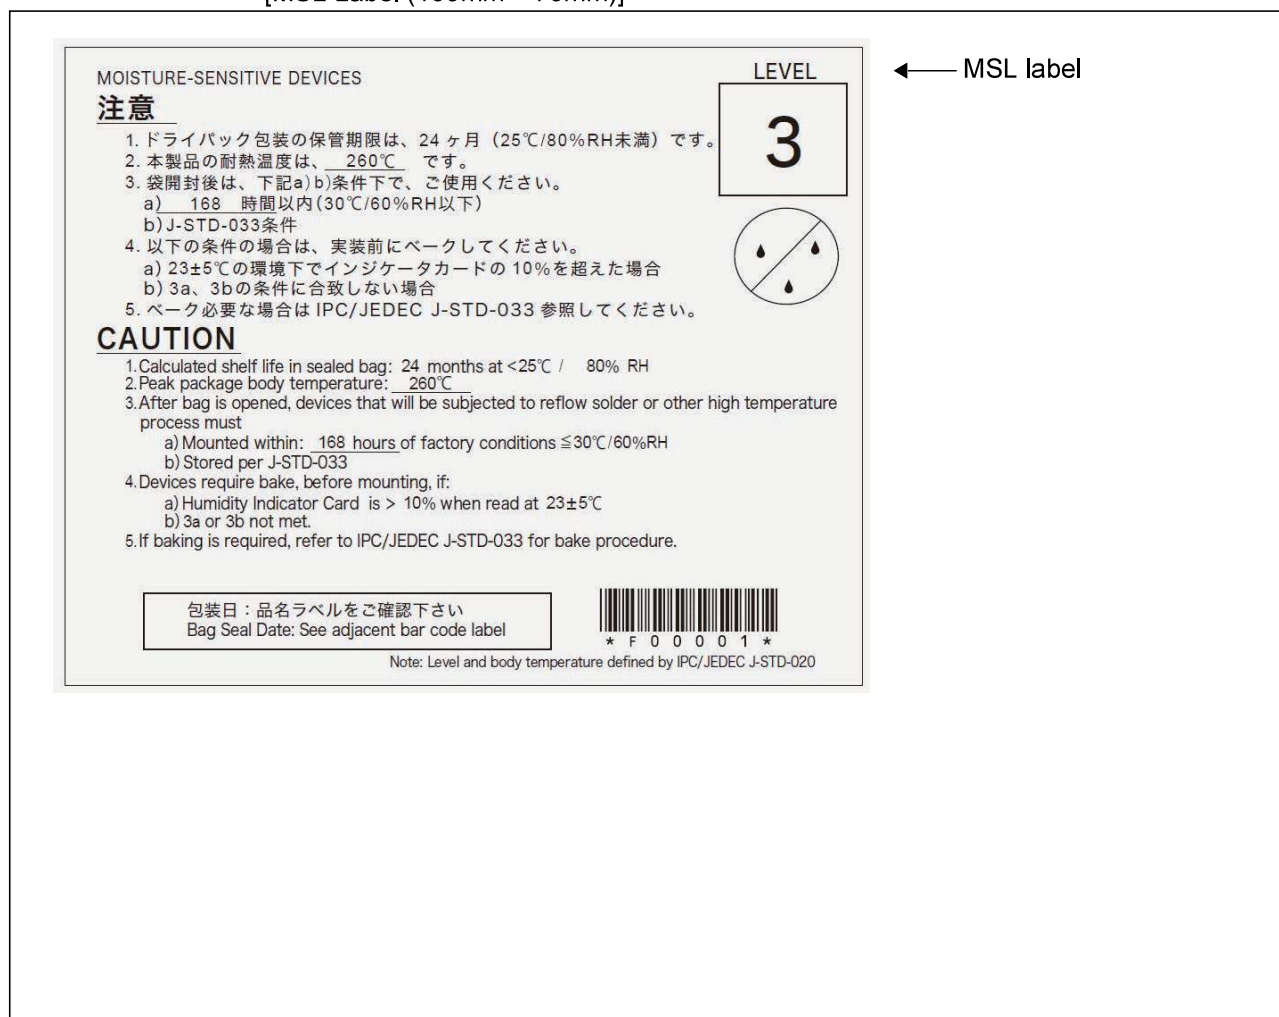 MSL label
MOISTURE-SENSITIVE DEVICES
LEVEL
3
注意
1. ドライパック包装の保管期限は、24 ヶ月（25℃/80%RH未満）です。
2. 本製品の耐熱温度は、 260℃ です。
3. 袋開封後は、下記a)b)条件下で、ご使用ください。
a) 168 時間以内(30℃/60%RH以下)
b)J-STD-033条件
4. 以下の条件の場合は、実装前にベークしてください。
a) 23±5℃の環境下でインジケータカードの 10%を超えた場合
b) 3a、3bの条件に合致しない場合
5. ベーク必要な場合は IPC/JEDEC J-STD-033 参照してください。
CAUTION
1.Calculated shelf life in sealed bag: 24 months at <25℃ / 80% RH
2.Peak package body temperature: 260℃
3.After bag is opened, devices that will be subjected to reflow solder or other high temperature
process must
a) Mounted within: 168 hours of factory conditions ≦30℃/60%RH
b) Stored per J-STD-033
4.Devices require bake, before mounting, if:
a) Humidity Indicator Card is > 10% when read at 23±5℃
b) 3a or 3b not met.
5.If baking is required, refer to IPC/JEDEC J-STD-033 for bake procedure.
包装日：品名ラベルをご確認下さい
Bag Seal Date: See adjacent bar code label
* F 0 0 0 0 1 *
Note: Level and body temperature defined by IPC/JEDEC J-STD-020